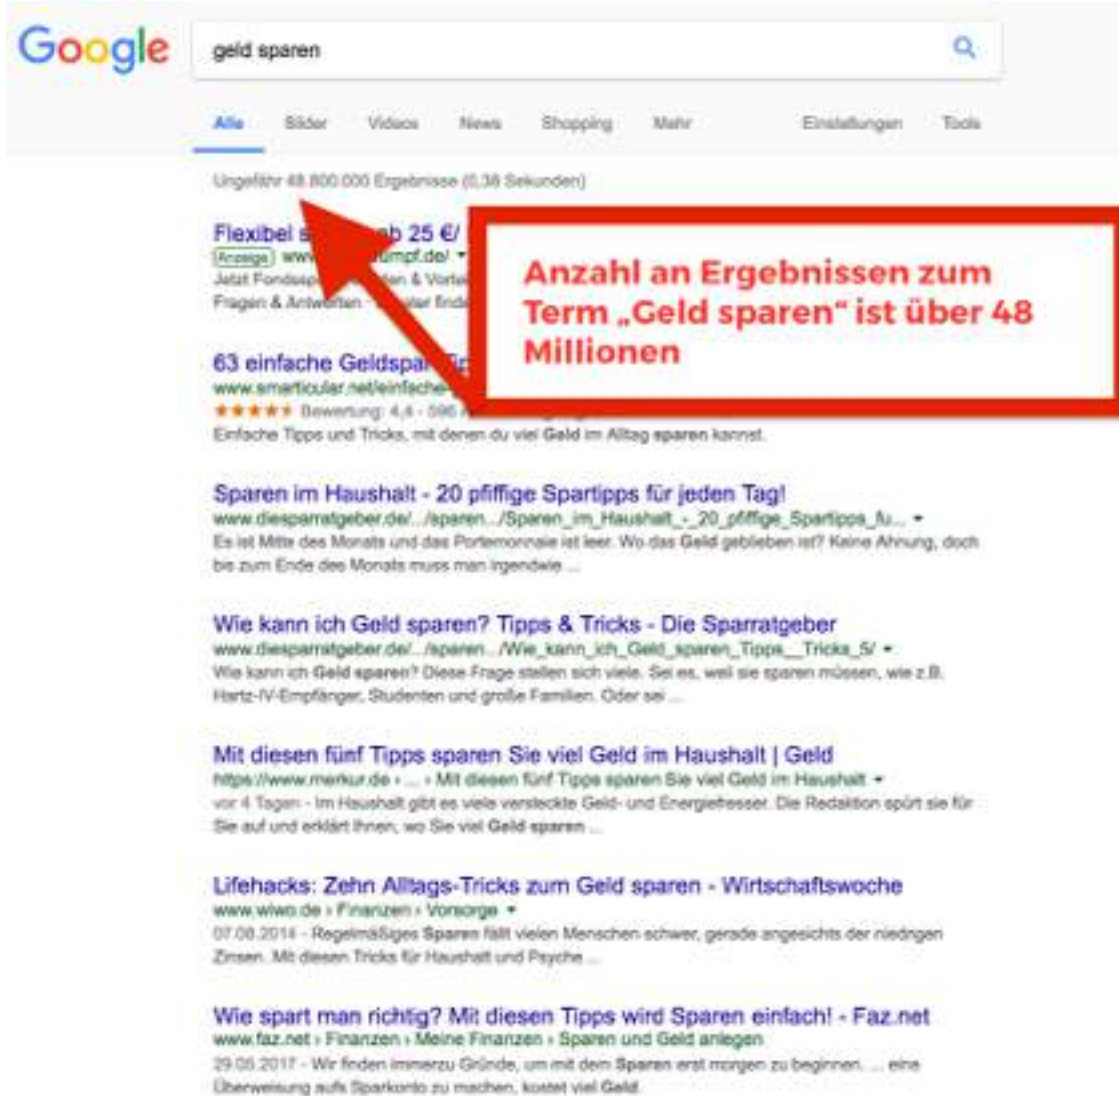 Google
geld sparen
Alle Bilder Videos News Shopping Mehr Einstellungen Tools
Ungefähr 48.800.000 Ergebnisse (0,38 Sekunden)
Flexibel ab 25 €/
Anzeige
Jetzt
Fragen & Antworten
Anzahl an Ergebnissen zum
Term „Geld sparen“ ist über 48
Millionen
63 einfache
www.smarticular.net/einfache-
Bewertung: 4,4 - 596
Einfache Tipps und Tricks, mit denen du viel Geld im Alltag sparen kannst.
Sparen im Haushalt - 20 pfiffige Spartipps für jeden Tag!
www.diesparratgeber.de/.../sparen.../Sparen_im_Haushalt_-_20_pfiffige_Spartipps_fu...
Es ist Mitte des Monats und das Portemonnaie ist leer. Wo das Geld geblieben ist? Keine Ahnung, doch
bis zum Ende des Monats muss man irgendwie ...
Wie kann ich Geld sparen? Tipps & Tricks - Die Sparratgeber
www.diesparratgeber.de/.../sparen.../Wie_kann_ich_Geld_sparen_Tipps__Tricks_5/
Wie kann ich Geld sparen? Diese Frage stellen sich viele. Sei es, weil sie sparen müssen, wie z.B.
Hartz-IV-Empfänger, Studenten und große Familien. Oder sei ...
Mit diesen fünf Tipps sparen Sie viel Geld im Haushalt | Geld
https://www.merkur.de › ... › Mit diesen fünf Tipps sparen Sie viel Geld im Haushalt
vor 4 Tagen - Im Haushalt gibt es viele versteckte Geld- und Energiefresser. Die Redaktion spürt sie für
Sie auf und erklärt Ihnen, wo Sie viel Geld sparen ...
Lifehacks: Zehn Alltags-Tricks zum Geld sparen - Wirtschaftswoche
www.wiwo.de › Finanzen › Vorsorge
07.08.2014 - Regelmäßiges Sparen fällt vielen Menschen schwer, gerade angesichts der niedrigen
Zinsen. Mit diesen Tricks für Haushalt und Psyche ...
Wie spart man richtig? Mit diesen Tipps wird Sparen einfach! - Faz.net
www.faz.net › Finanzen › Meine Finanzen › Sparen und Geld anlegen
29.05.2017 - Wir finden immerzu Gründe, um mit dem Sparen erst morgen zu beginnen. ... eine
Überweisung aufs Sparkonto zu machen, kostet viel Geld.